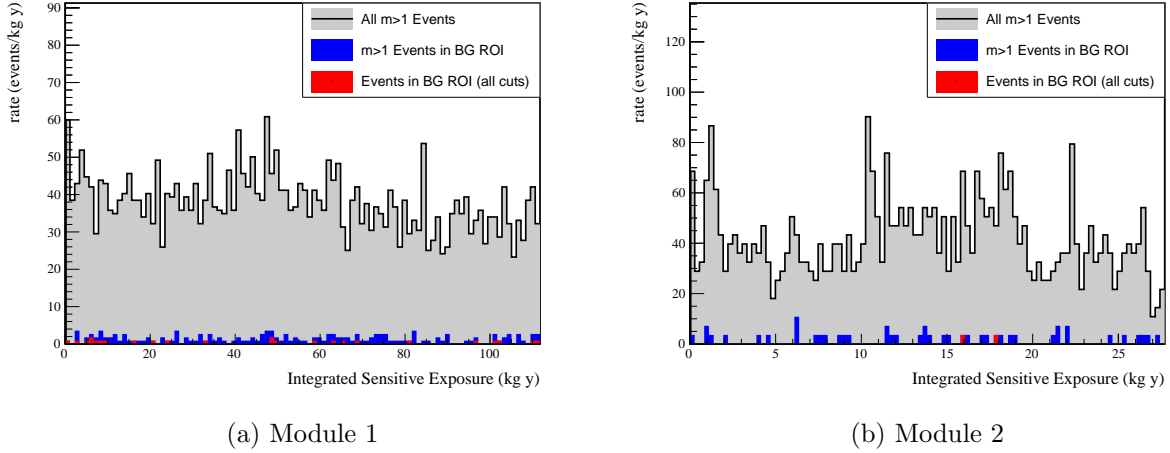 rate (events/kg y)
90
80
70
60
50
40
30
20
10
0
All m>1 Events
m>1 Events in BG ROI
Events in BG ROI (all cuts)
0 20 40 60 80 100
Integrated Sensitive Exposure (kg y)
(a) Module 1
rate (events/kg y)
120
100
80
60
40
20
0
All m>1 Events
m>1 Events in BG ROI
Events in BG ROI (all cuts)
0 5 10 15 20 25
Integrated Sensitive Exposure (kg y)
(b) Module 2